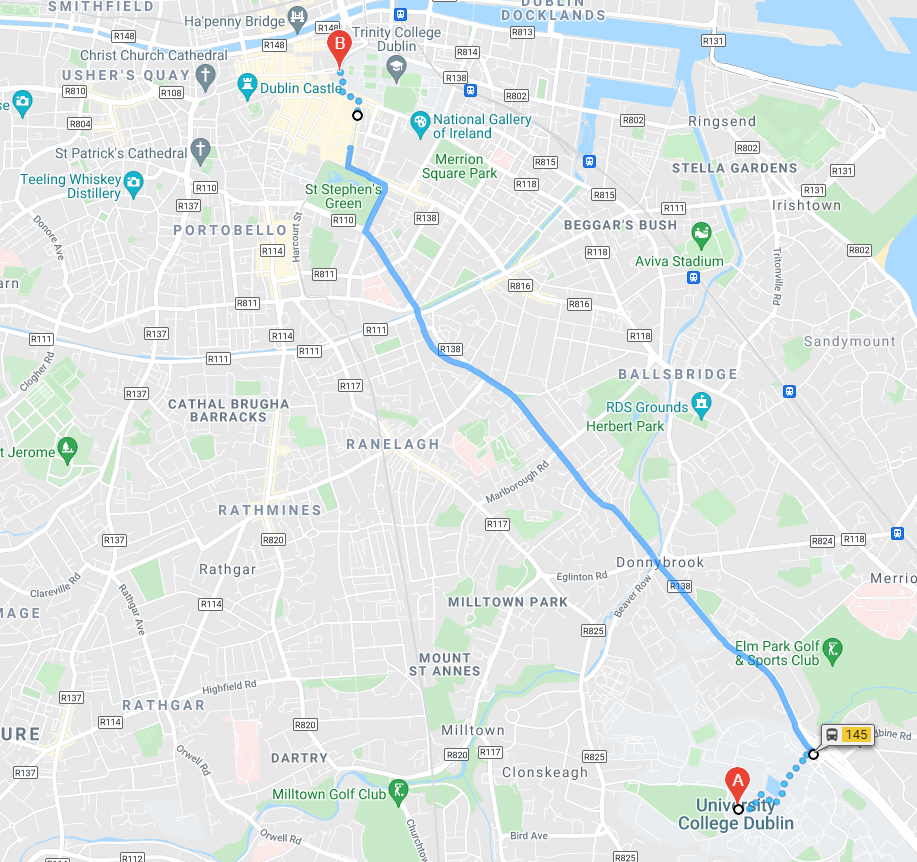 SMITHFIELD
DUBLIN
DOCKLANDS
Ha'penny Bridge
R148
R148
R148
B
Trinity College
Dublin
R813
R131
Christ Church Cathedral
USHER'S QUAY
R814
R138
R810
R108
Dublin Castle
R802
R804
National Gallery
of Ireland
R802
Ringsend
St Patrick's Cathedral
R802
Merrion
Square Park
R815
STELLA GARDENS
R131
Teeling Whiskey
Distillery
R110
St Stephen's
Green
R118
R815
R131
R137
R111
Irishtown
Donore Ave
R110
R138
PORTOBELLO
Harcourt St
BEGGAR'S BUSH
R114
R118
Aviva Stadium
R802
R811
R816
Tritonville Rd
R811
R816
R137
R111
R114
R118
R111
R111
R111
R138
Sandymount
Clogher Rd
R117
BALLSBRIDGE
R137
CATHAL BRUGHA
BARRACKS
RDS Grounds
Herbert Park
RANELAGH
t Jerome
Marlborough Rd
RATHMINES
R117
R137
R820
R824
R118
Donnybrook
Rathgar
Clareville Rd
Eglinton Rd
Beaver Row
R138
Merrio
MAGE
Rathgar Ave
R114
MILLTOWN PARK
R825
Elm Park Golf
& Sports Club
MOUNT
ST ANNES
Highfield Rd
R137
RATHGAR
R114
R820
Milltown
URE
145
bine Rd
R820
R117
R825
DARTRY
Orwell Rd
R137
Clonskeagh
A
Milltown Golf Club
University
College Dublin
Orwell Rd
Churchtow
Bird Ave
R112
R114
R825